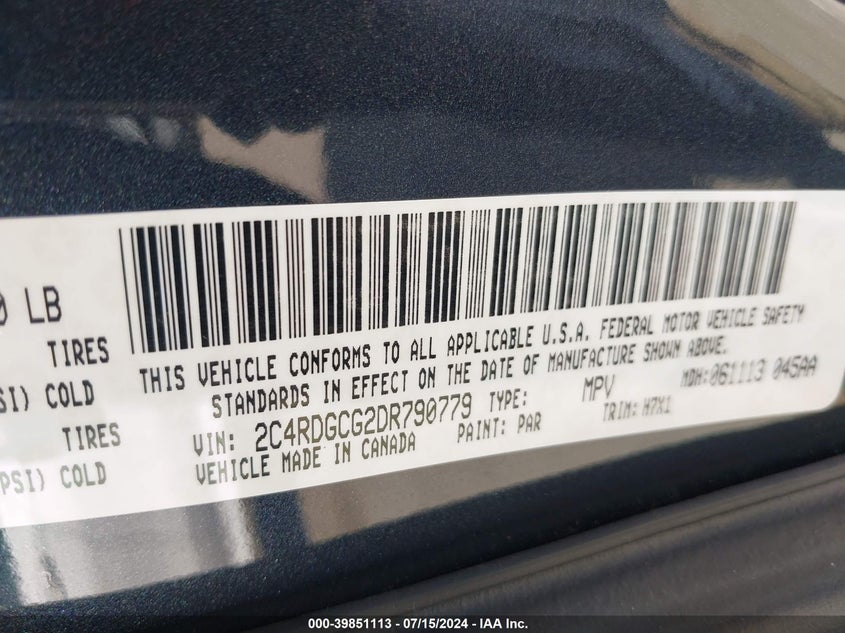 0 LB
TIRES
SI) COLD
TIRES
PSI) COLD
THIS VEHICLE CONFORMS TO ALL APPLICABLE U.S.A. FEDERAL MOTOR VEHICLE SAFETY
STANDARDS IN EFFECT ON THE DATE OF MANUFACTURE SHOWN ABOVE.
VIN: 2C4RDGCG2DR790779 TYPE: MPV MDH:061113 045AA
VEHICLE MADE IN CANADA PAINT: PAR TRIM: H7X1
000-39851113 - 07/15/2024 - IAA Inc.